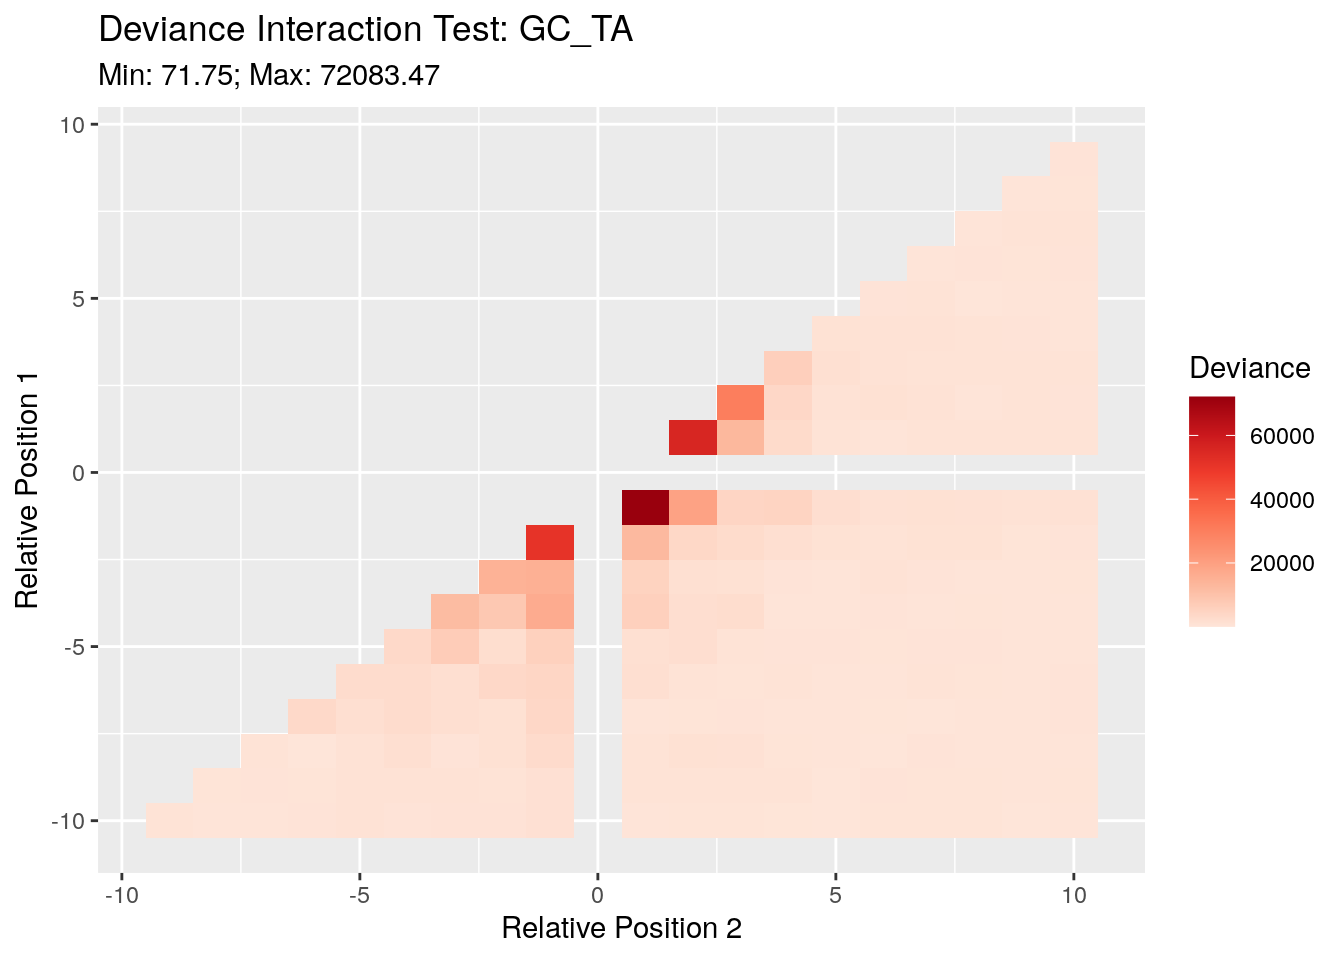 Deviance Interaction Test: GC_TA
Min: 71.75; Max: 72083.47
10
5
0
-5
-10
-10
-5
0
5
10
Relative Position 1
Relative Position 2
Deviance
60000
40000
20000